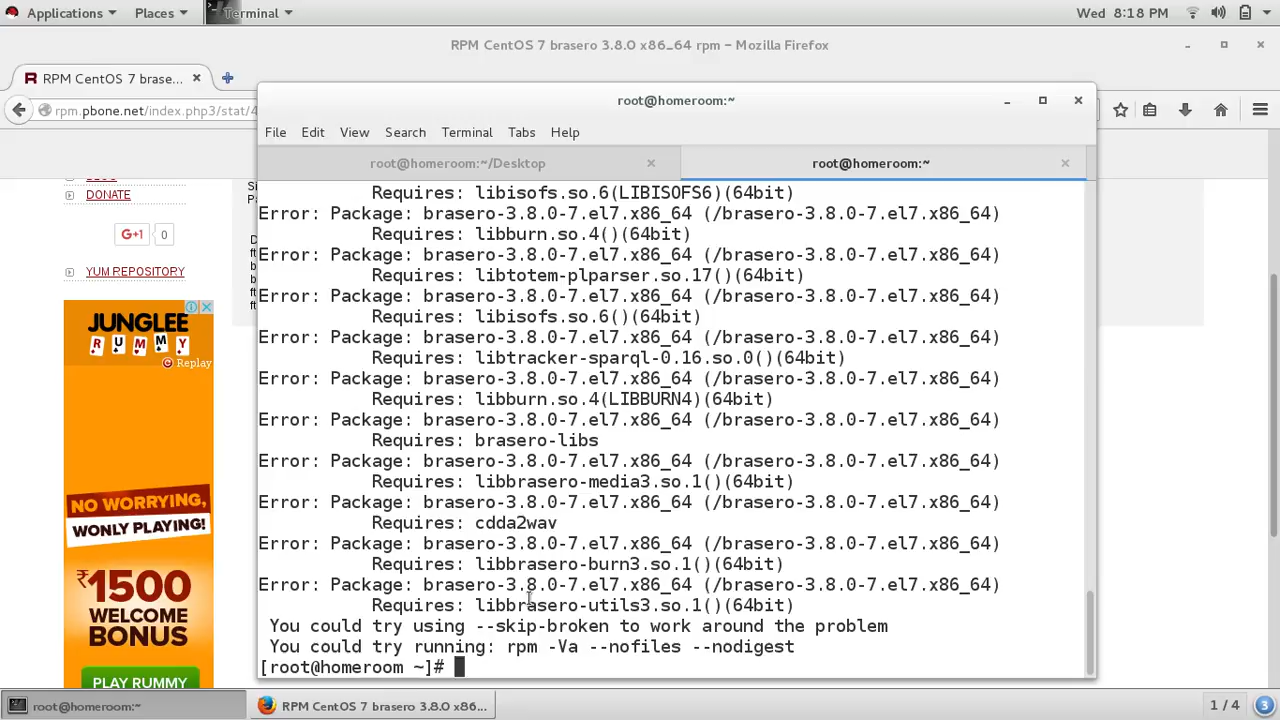 Applications Places Terminal Wed 8:18 PM
RPM CentOS 7 brasero 3.8.0 x86_64 rpm - Mozilla Firefox
RPM CentOS 7 brase...
rpm.pbone.net/index.php3/stat/4
root@homeroom:~
File Edit View Search Terminal Tabs Help
root@homeroom:~/Desktop root@homeroom:~
DONATE
G+1 0
YUM REPOSITORY
JUNGLEE
RUMMY
Replay
NO WORRYING,
WONLY PLAYING!
₹1500
WELCOME
BONUS
PLAY RUMMY
Requires: libisofs.so.6(LIBISOFS6)(64bit)
Error: Package: brasero-3.8.0-7.el7.x86_64 (/brasero-3.8.0-7.el7.x86_64)
Requires: libburn.so.4()(64bit)
Error: Package: brasero-3.8.0-7.el7.x86_64 (/brasero-3.8.0-7.el7.x86_64)
Requires: libtotem-plparser.so.17()(64bit)
Error: Package: brasero-3.8.0-7.el7.x86_64 (/brasero-3.8.0-7.el7.x86_64)
Requires: libisofs.so.6()(64bit)
Error: Package: brasero-3.8.0-7.el7.x86_64 (/brasero-3.8.0-7.el7.x86_64)
Requires: libtracker-sparql-0.16.so.0()(64bit)
Error: Package: brasero-3.8.0-7.el7.x86_64 (/brasero-3.8.0-7.el7.x86_64)
Requires: libburn.so.4(LIBBURN4)(64bit)
Error: Package: brasero-3.8.0-7.el7.x86_64 (/brasero-3.8.0-7.el7.x86_64)
Requires: brasero-libs
Error: Package: brasero-3.8.0-7.el7.x86_64 (/brasero-3.8.0-7.el7.x86_64)
Requires: libbrasero-media3.so.1()(64bit)
Error: Package: brasero-3.8.0-7.el7.x86_64 (/brasero-3.8.0-7.el7.x86_64)
Requires: cdda2wav
Error: Package: brasero-3.8.0-7.el7.x86_64 (/brasero-3.8.0-7.el7.x86_64)
Requires: libbrasero-burn3.so.1()(64bit)
Error: Package: brasero-3.8.0-7.el7.x86_64 (/brasero-3.8.0-7.el7.x86_64)
Requires: libbrasero-utils3.so.1()(64bit)
You could try using --skip-broken to work around the problem
You could try running: rpm -Va --nofiles --nodigest
[root@homeroom ~]#
root@homeroom:~ RPM CentOS 7 brasero 3.8.0 x86... 1 / 4 3